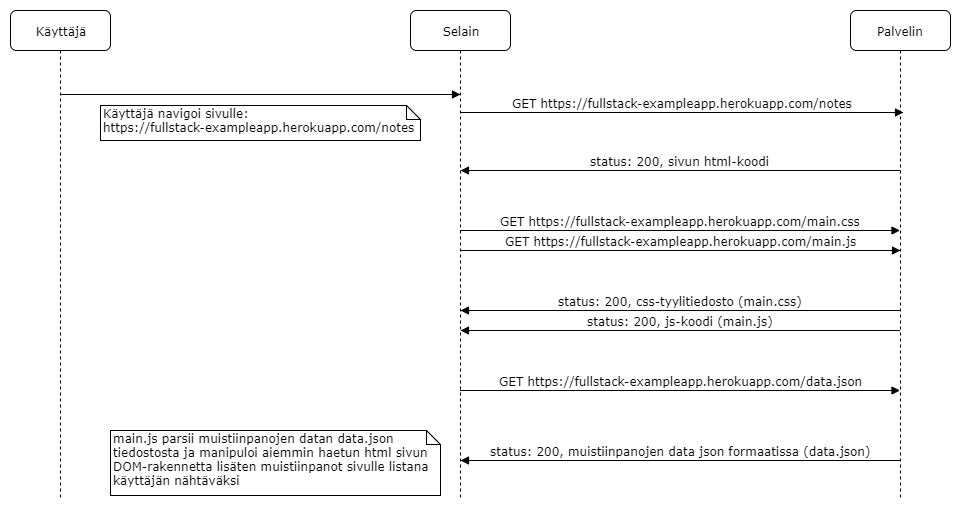 Käyttäjä
Selain
Palvelin
Käyttäjä navigoi sivulle:
https://fullstack-exampleapp.herokuapp.com/notes
GET https://fullstack-exampleapp.herokuapp.com/notes
status: 200, sivun html-koodi
GET https://fullstack-exampleapp.herokuapp.com/main.css
GET https://fullstack-exampleapp.herokuapp.com/main.js
status: 200, css-tyylitiedosto (main.css)
status: 200, js-koodi (main.js)
GET https://fullstack-exampleapp.herokuapp.com/data.json
main.js parsii muistiinpanojen datan data.json
tiedostosta ja manipuloi aiemmin haetun html sivun
DOM-rakennetta lisäten muistiinpanot sivulle listana
käyttäjän nähtäväksi
status: 200, muistiinpanojen data json formaatissa (data.json)